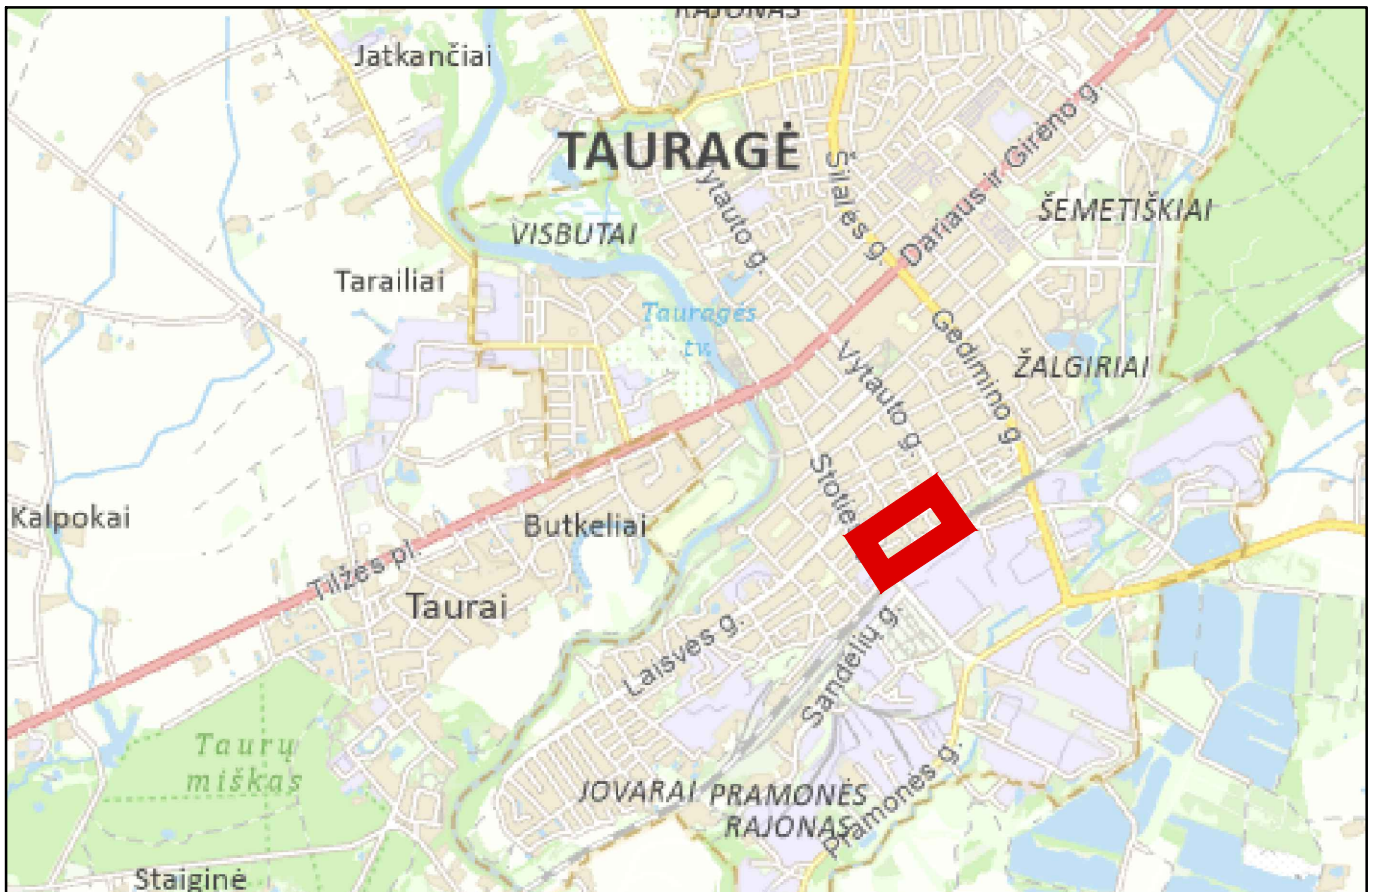 RAJONAS
Jatkančiai
TAURAGĖ
Dariaus ir Girėno g.
Šilalės g.
Vytauto g.
ŠEMETIŠKIAI
VISBUTAI
Tarailiai
Tauragės
tv.
Gedimino g.
Vytauto g.
ŽALGIRIAI
Stoties
Kalpokai
Butkeliai
Tilžės pl.
Taurai
Laisvės g.
Sandelių g.
Taurų
miškas
JOVARAI
PRAMONĖS
RAJONAS
Pramonės g.
Staiginė